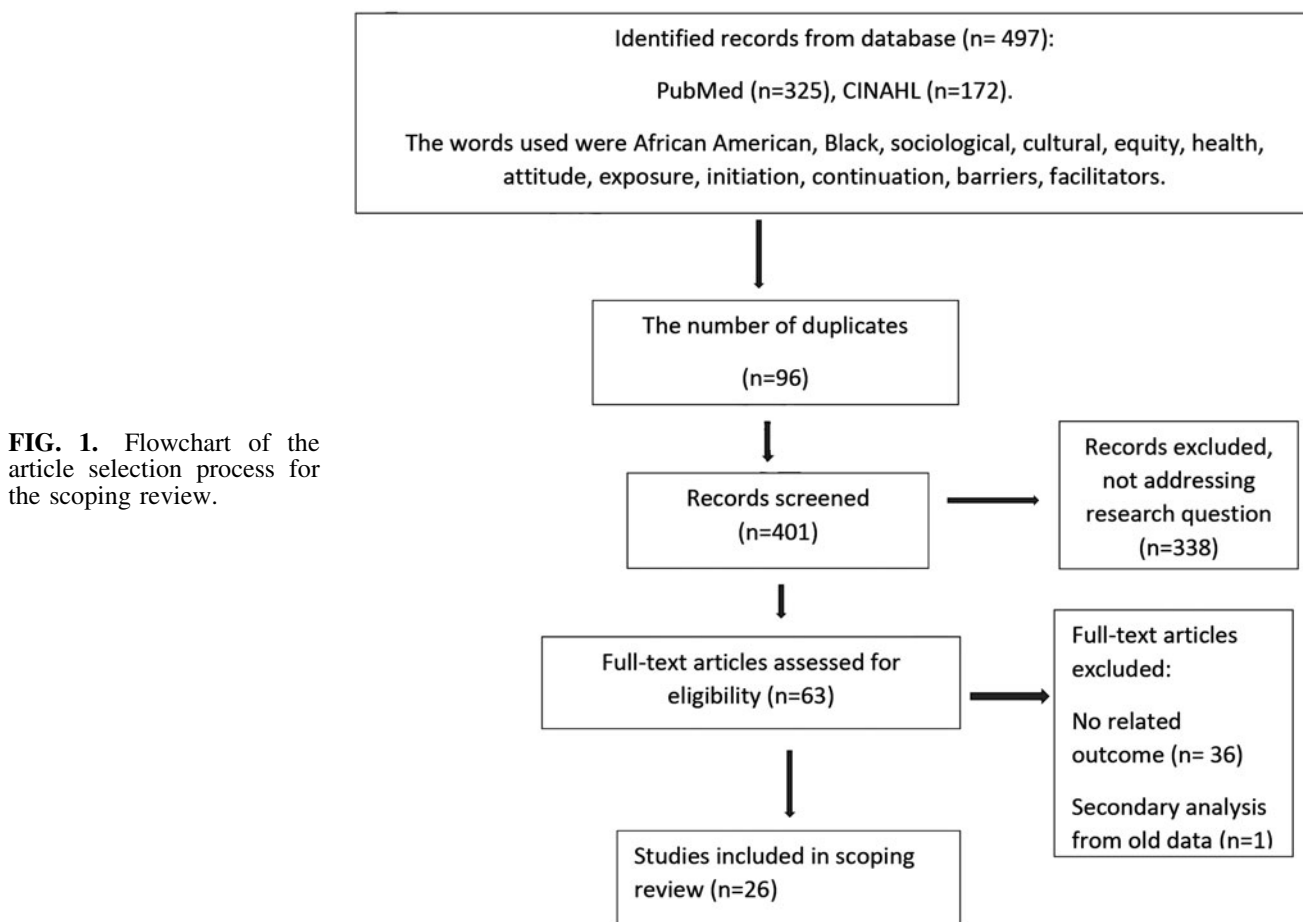 Identified records from database (n= 497):
PubMed (n=325), CINAHL (n=172).
The words used were African American, Black, sociological, cultural, equity, health,
attitude, exposure, initiation, continuation, barriers, facilitators.
The number of duplicates
(n=96)
FIG. 1. Flowchart of the
article selection process for
the scoping review.
Records screened
(n=401)
Records excluded,
not addressing
research question
(n=338)
Full-text articles assessed for
eligibility (n=63)
Full-text articles
excluded:
No related
outcome (n= 36)
Secondary analysis
from old data (n=1)
Studies included in scoping
review (n=26)